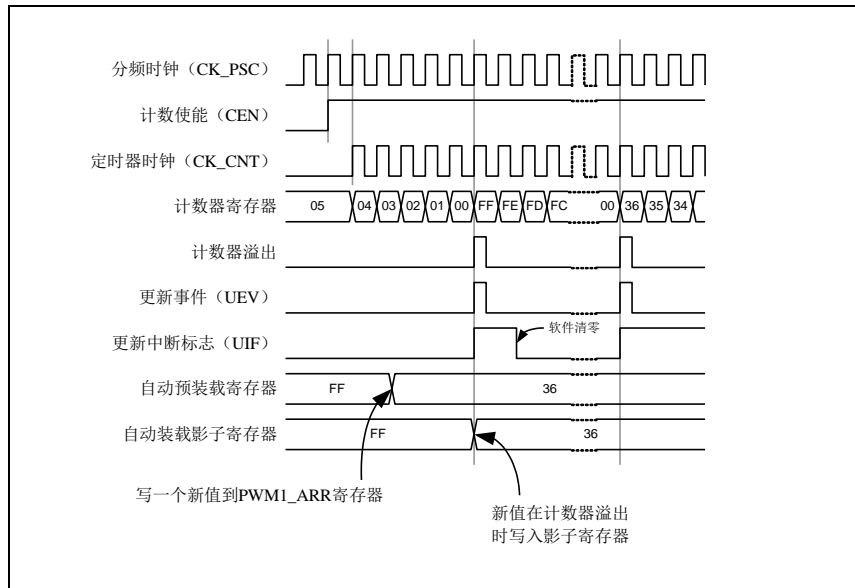 分频时钟（CK_PSC）
计数使能（CEN）
定时器时钟（CK_CNT）
计数器寄存器 05 04 03 02 01 00 FF FE FD FC 00 36 35 34
计数器溢出
更新事件（UEV）
软件清零
更新中断标志（UIF）
自动预装载寄存器 FF 36
自动装载影子寄存器 FF 36
写一个新值到PWM1_ARR寄存器
新值在计数器溢出
时写入影子寄存器